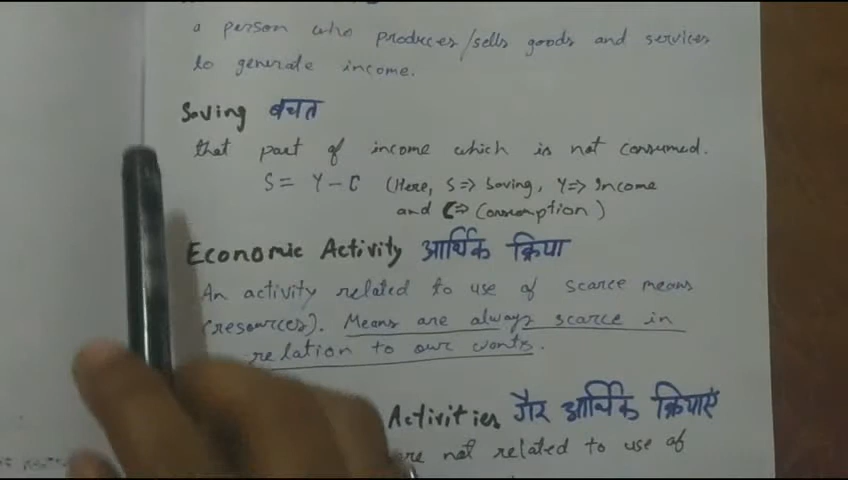 a person who produces/sells goods and services
to generate income.
Saving बचत
that part of income which is not consumed.
S = Y - C (Here, S => Saving, Y => Income
and C => Consumption)
Economic Activity आर्थिक क्रिया
An activity related to use of scarce means
(resources). Means are always scarce in
relation to our wants.
Activities गैर आर्थिक क्रियाएँ
are not related to use of